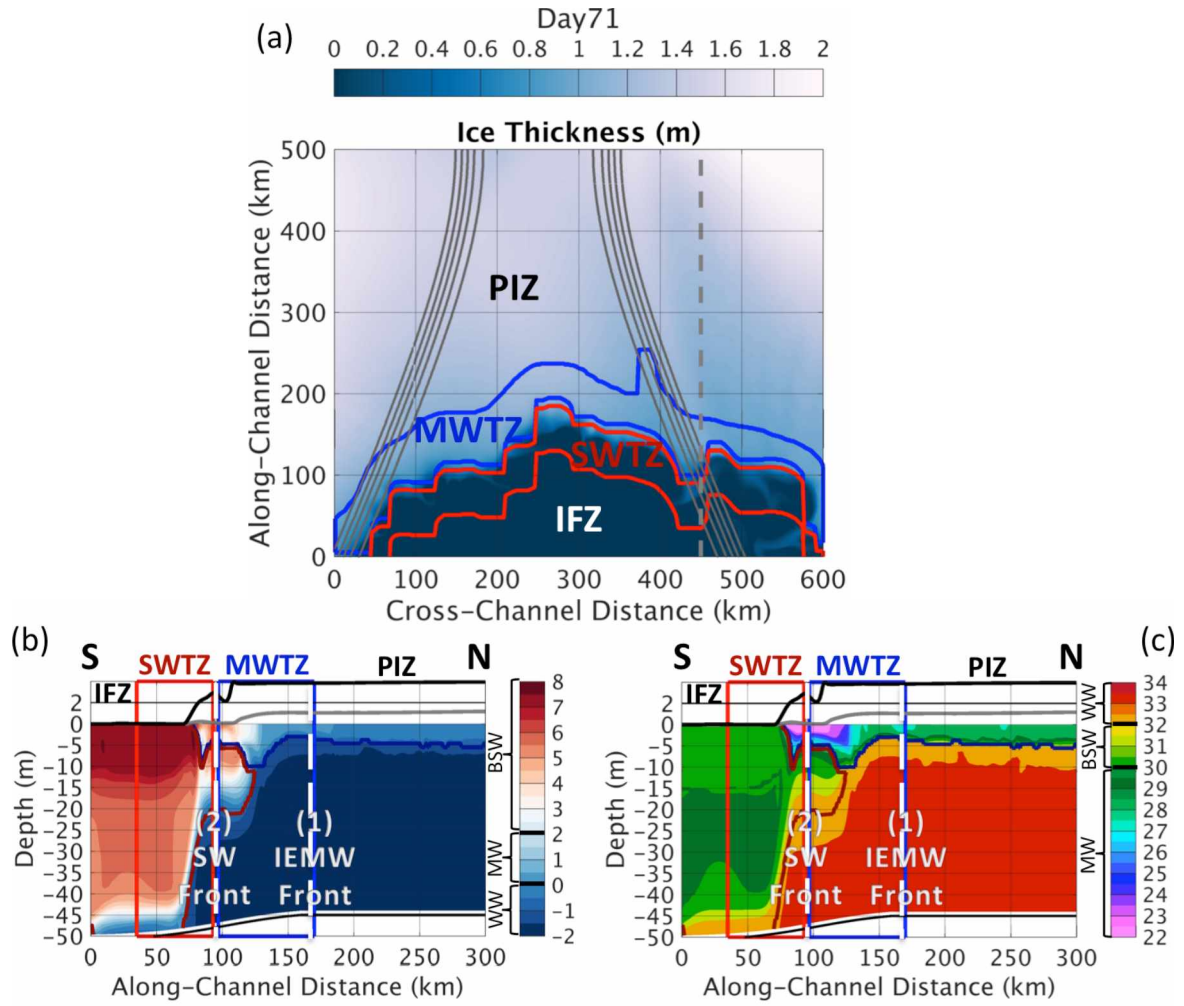 (a)
Day71
0 0.2 0.4 0.6 0.8 1 1.2 1.4 1.6 1.8 2
Ice Thickness (m)
500
400
300
200
100
0
Along-Channel Distance (km)
PIZ
MWTZ
SWTZ
IFZ
0 100 200 300 400 500 600
Cross-Channel Distance (km)
(b)
S
SWTZ
MWTZ
PIZ
N
IFZ
2
0
-5
-10
-15
-20
-25
-30
-35
-40
-45
-50
Depth (m)
(2)
SW
Front
(1)
IEMW
Front
0 50 100 150 200 250 300
Along-Channel Distance (km)
BSW
MW
WW
8
7
6
5
4
3
2
1
0
-1
-2
(c)
S
SWTZ
MWTZ
PIZ
N
IFZ
2
0
-5
-10
-15
-20
-25
-30
-35
-40
-45
-50
Depth (m)
(2)
SW
Front
(1)
IEMW
Front
0 50 100 150 200 250 300
Along-Channel Distance (km)
WW
BSW
MW
34
33
32
31
30
29
28
27
26
25
24
23
22